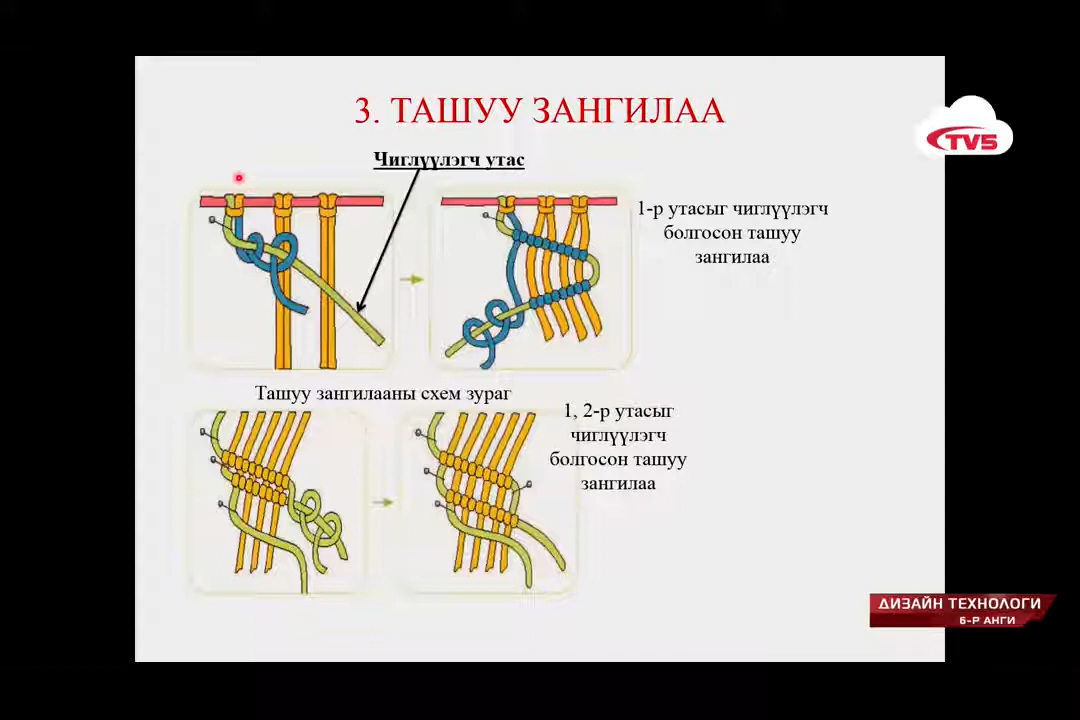 3. ТАШУУ ЗАНГИЛАА
TV5
Чиглүүлэгч утас
1-р утасыг чиглүүлэгч
болгосон ташуу
зангилаа
Ташуу зангилааны схем зураг
1, 2-р утасыг
чиглүүлэгч
болгосон ташуу
зангилаа
ДИЗАЙН ТЕХНОЛОГИ
6-Р АНГИ